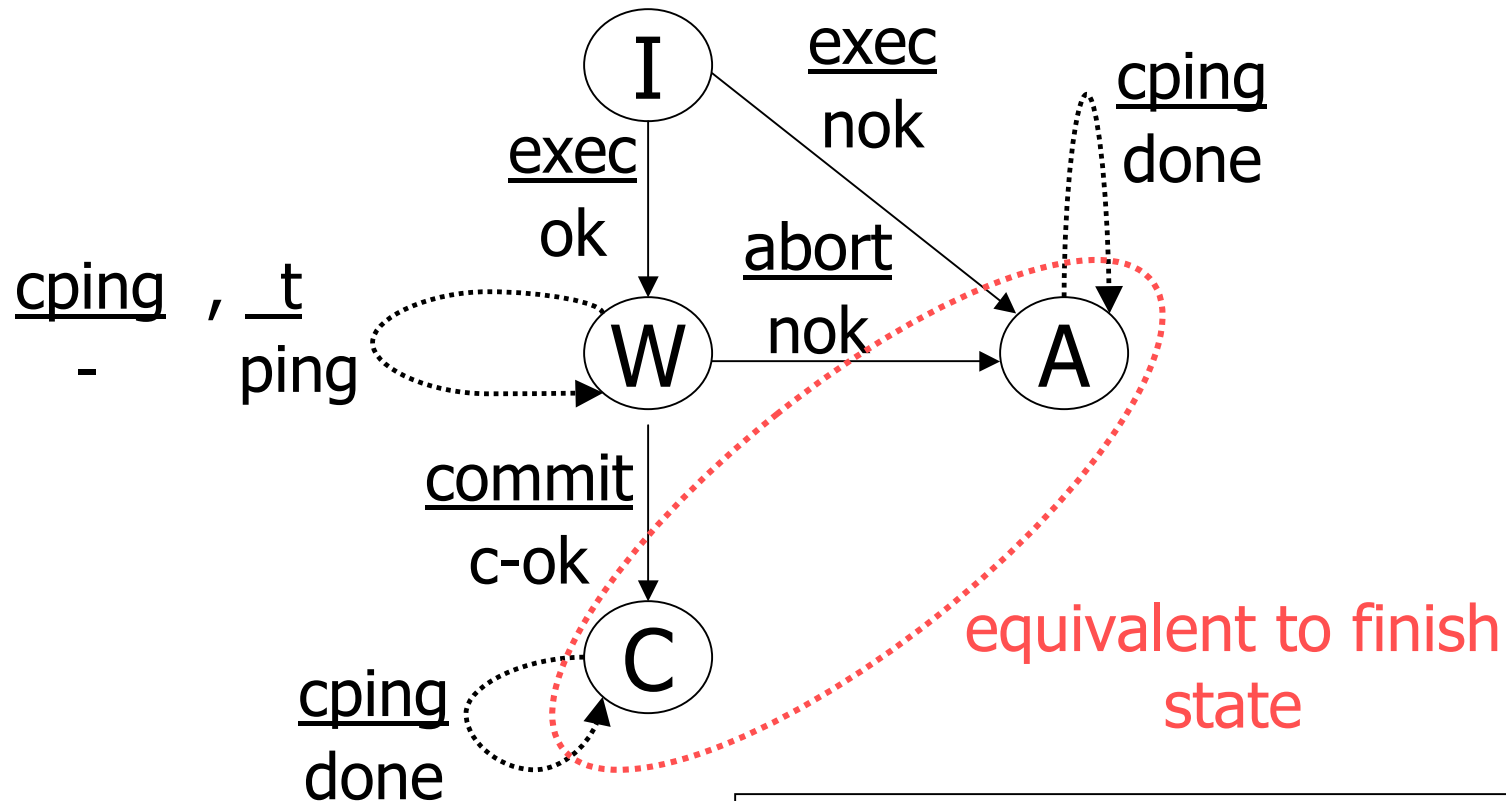 I
exec
nok
cping
done
exec
ok
abort
nok
cping , t
- ping
W
A
commit
c-ok
C
equivalent to finish
state
cping
done